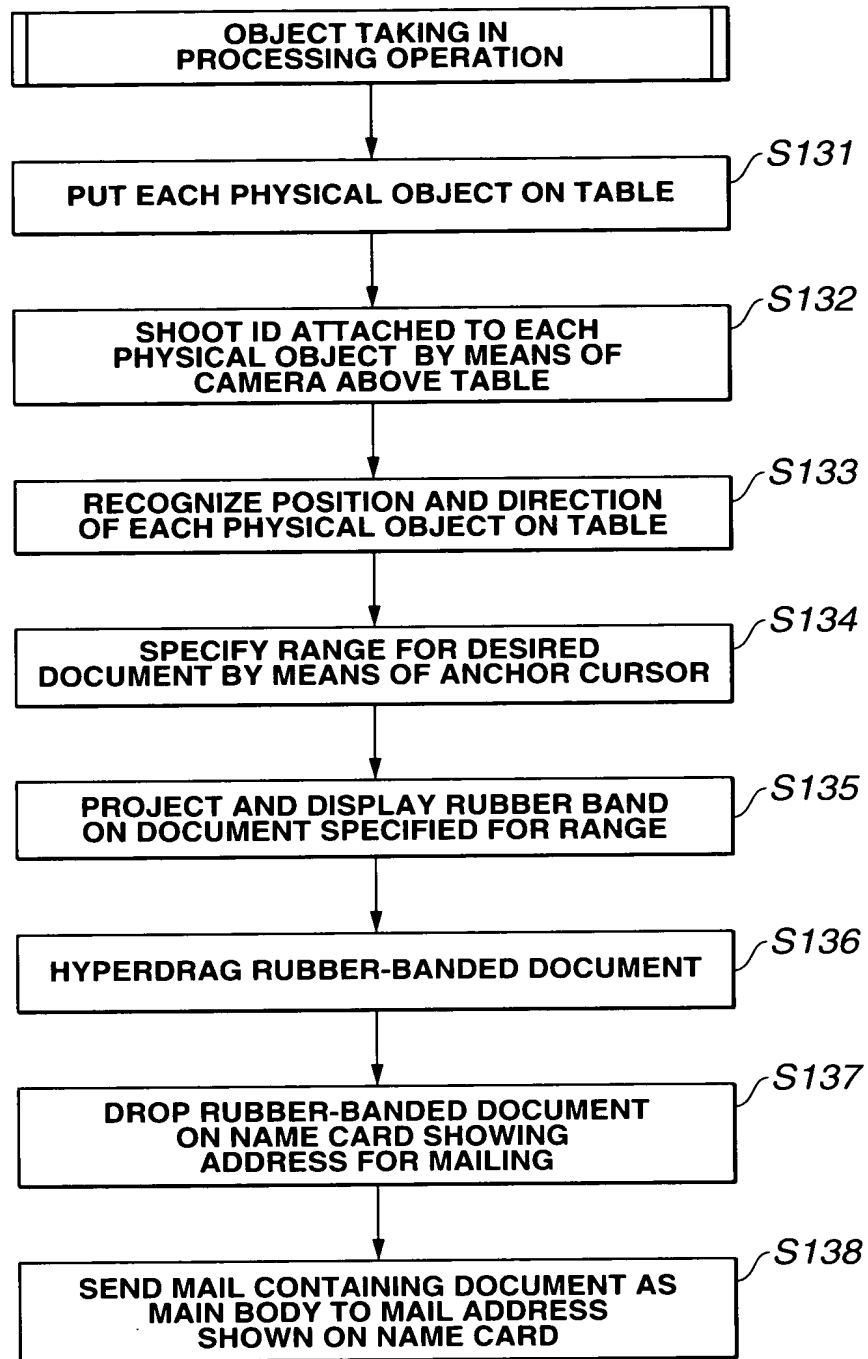 OBJECT TAKING IN
PROCESSING OPERATION
S131
PUT EACH PHYSICAL OBJECT ON TABLE
S132
SHOOT ID ATTACHED TO EACH
PHYSICAL OBJECT BY MEANS OF
CAMERA ABOVE TABLE
S133
RECOGNIZE POSITION AND DIRECTION
OF EACH PHYSICAL OBJECT ON TABLE
S134
SPECIFY RANGE FOR DESIRED
DOCUMENT BY MEANS OF ANCHOR CURSOR
S135
PROJECT AND DISPLAY RUBBER BAND
ON DOCUMENT SPECIFIED FOR RANGE
S136
HYPERDRAG RUBBER-BANDED DOCUMENT
S137
DROP RUBBER-BANDED DOCUMENT
ON NAME CARD SHOWING
ADDRESS FOR MAILING
S138
SEND MAIL CONTAINING DOCUMENT AS
MAIN BODY TO MAIL ADDRESS
SHOWN ON NAME CARD